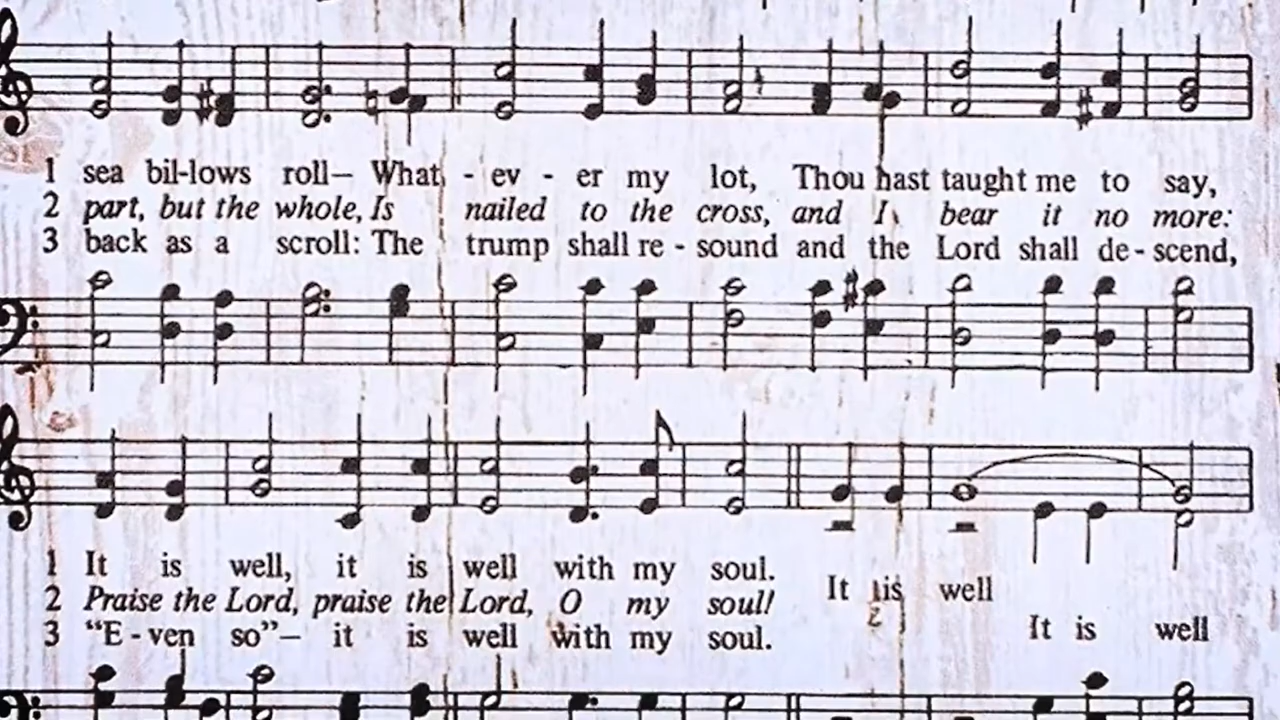 1 sea bil-lows roll— What - ev - er my lot, Thou hast taught me to say,
2 part, but the whole, Is nailed to the cross, and I bear it no more:
3 back as a scroll: The trump shall re - sound and the Lord shall de - scend,
1 It is well, it is well with my soul. It is well
2 Praise the Lord, praise the Lord, O my soul!
It is well
3 “E - ven so”— it is well with my soul.